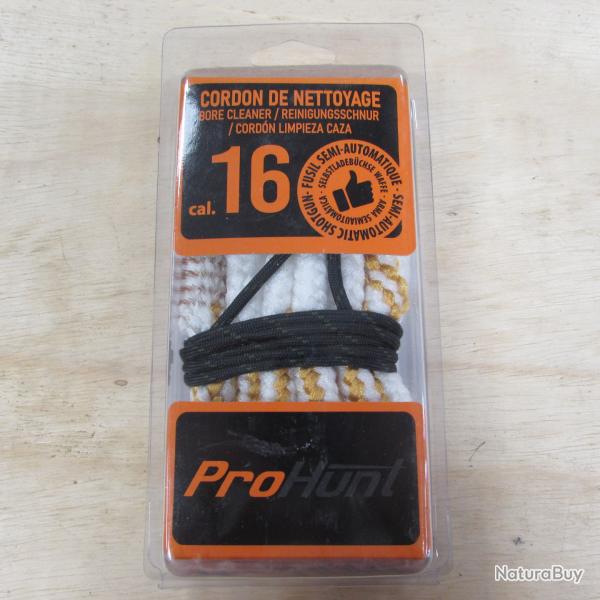 CORDON DE NETTOYAGE
BORE CLEANER / REINIGUNGSSCHNUR
/ CORDÓN LIMPIEZA CAZA
cal. 16
FUSIL SEMI-AUTOMATIQUE - SEMI-AUTOMATIC SHOTGUN -
SELBSTLADEBÜCHSE WAFFE - ARMA SEMIAUTOMATICA -
ProHunt
NaturaBuy